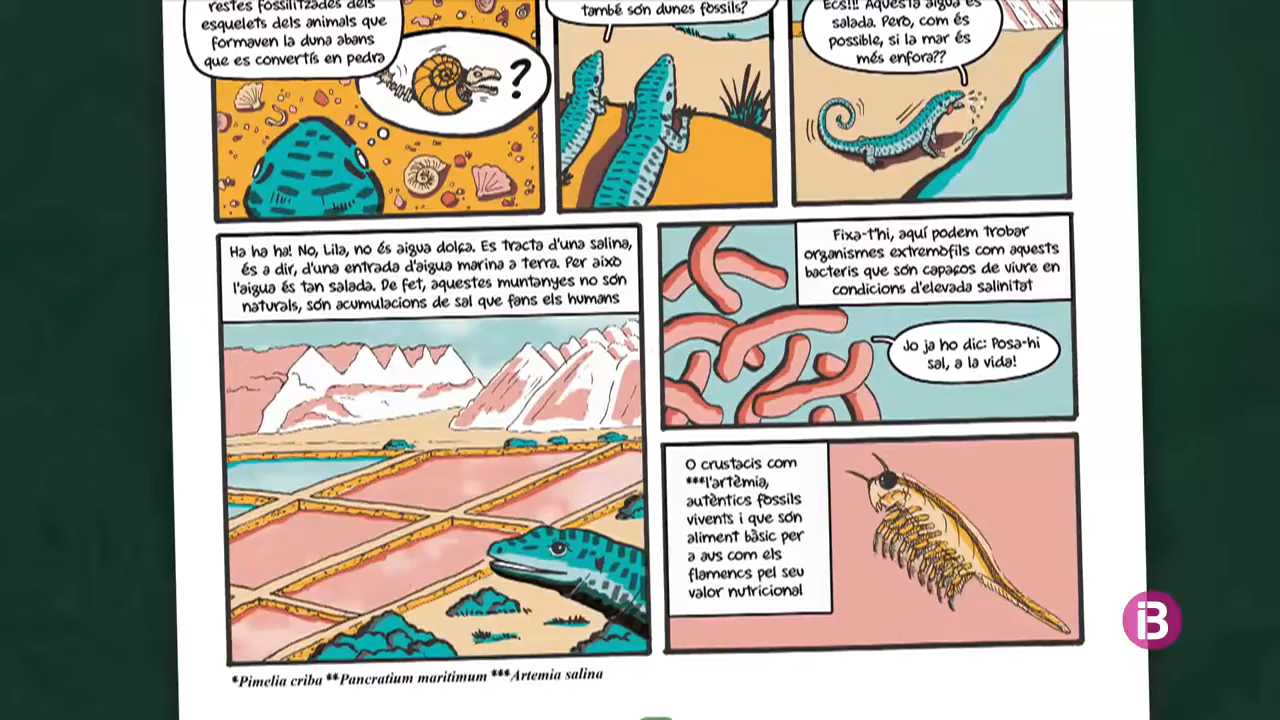 restes fossilitzades dels
esquelets dels animals que
formaven la duna abans
que es convertís en pedra
?
també són dunes fòssils?
Ecs!!! Aquesta aigua és
salada. Però, com és
possible, si la mar és
més enfora??
Ha ha ha! No, Lila, no és aigua dolça. Es tracta d'una salina,
és a dir, d'una entrada d'aigua marina a terra. Per això
l'aigua és tan salada. De fet, aquestes muntanyes no són
naturals, són acumulacions de sal que fans els humans
Fixa-t'hi, aquí podem trobar
organismes extremòfils com aquests
bacteris que són capaços de viure en
condicions d'elevada salinitat
Jo ja ho dic: Posa-hi
sal, a la vida!
O crustacis com
***l'artèmia,
autèntics fòssils
vivents i que són
aliment bàsic per
a aus com els
flamencs pel seu
valor nutricional
*Pimelia criba **Pancratium maritimum ***Artemia salina
iB